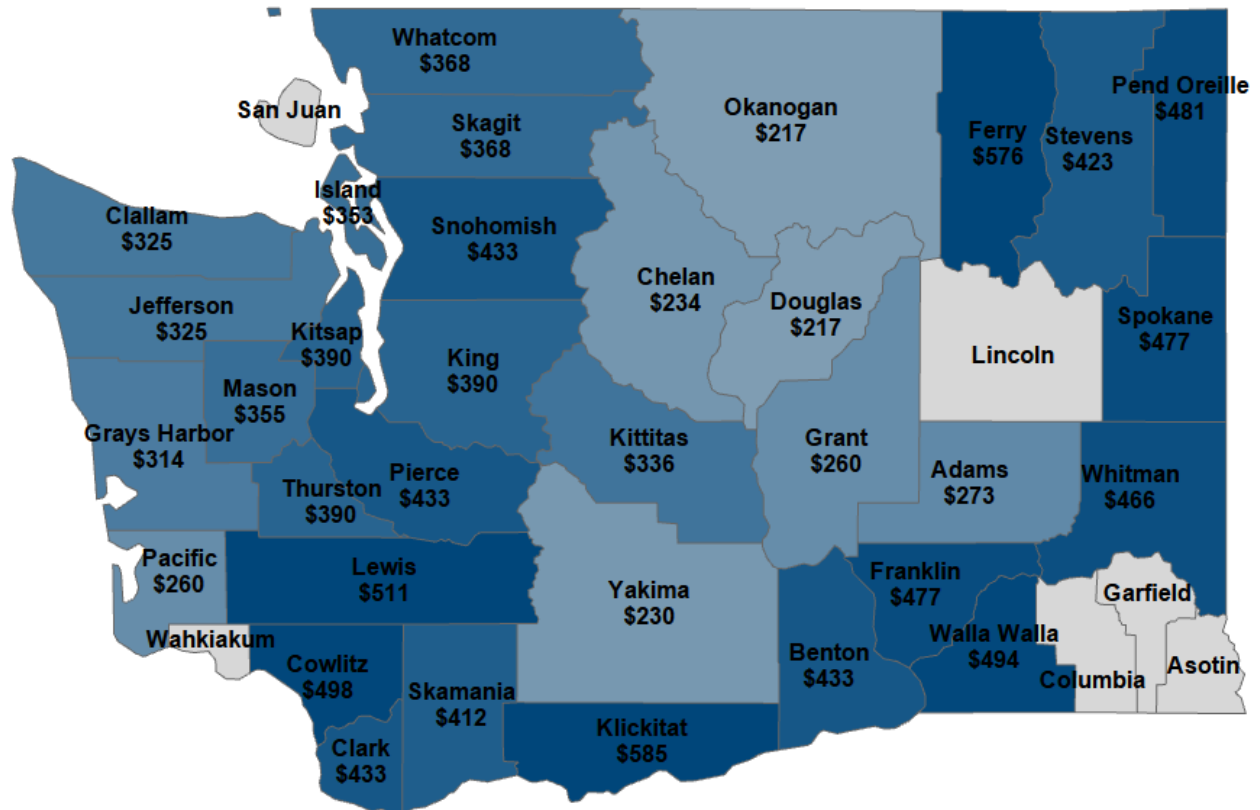 Whatcom
$368
San Juan
Skagit
$368
Okanogan
$217
Ferry
$576
Stevens
$423
Pend Oreille
$481
Island
$353
Clallam
$325
Snohomish
$433
Chelan
$234
Douglas
$217
Jefferson
$325
Kitsap
$390
King
$390
Lincoln
Spokane
$477
Mason
$355
Grays Harbor
$314
Kittitas
$336
Grant
$260
Adams
$273
Whitman
$466
Thurston
$390
Pierce
$433
Pacific
$260
Lewis
$511
Yakima
$230
Franklin
$477
Garfield
Wahkiakum
Walla Walla
$494
Columbia
Asotin
Cowlitz
$498
Skamania
$412
Benton
$433
Clark
$433
Klickitat
$585